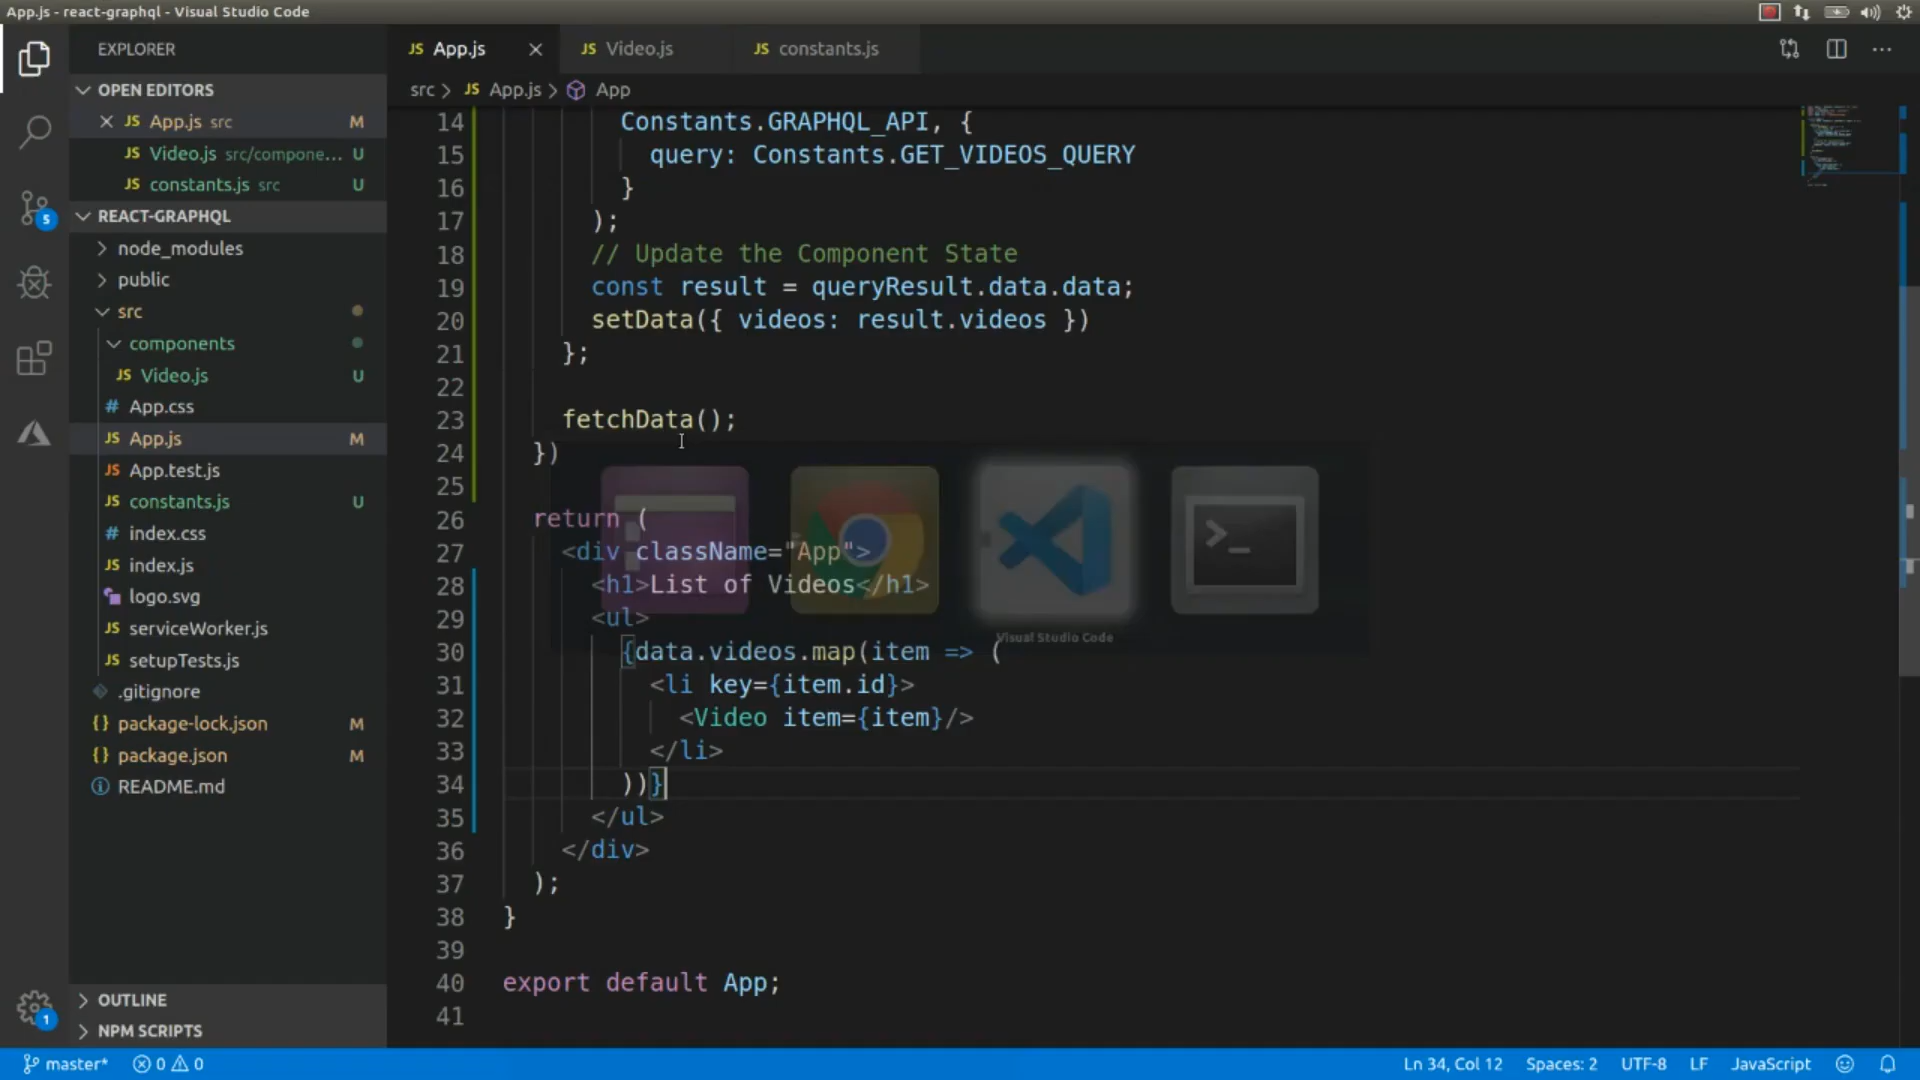 App.js - react-graphql - Visual Studio Code
EXPLORER
OPEN EDITORS
JS App.js src M
JS Video.js src/compone... U
JS constants.js src U
REACT-GRAPHQL
node_modules
public
src
components
JS Video.js U
# App.css
JS App.js M
JS App.test.js
JS constants.js U
# index.css
JS index.js
logo.svg
JS serviceWorker.js
JS setupTests.js
.gitignore
{} package-lock.json M
{} package.json M
README.md
OUTLINE
NPM SCRIPTS
5
1
JS App.js
JS Video.js
JS constants.js
src > JS App.js > App
14 Constants.GRAPHQL_API, {
15 query: Constants.GET_VIDEOS_QUERY
16 }
17 );
18 // Update the Component State
19 const result = queryResult.data.data;
20 setData({ videos: result.videos })
21 };
22
23 fetchData();
24 })
25
26 return (
27 <div className="App">
28 <h1>List of Videos</h1>
29 <ul>
30 {data.videos.map(item => (
31 <li key={item.id}>
32 <Video item={item}/>
33 </li>
34 ))}
35 </ul>
36 </div>
37 );
38 }
39
40 export default App;
41
Visual Studio Code
master* 0 0
Ln 34, Col 12 Spaces: 2 UTF-8 LF JavaScript